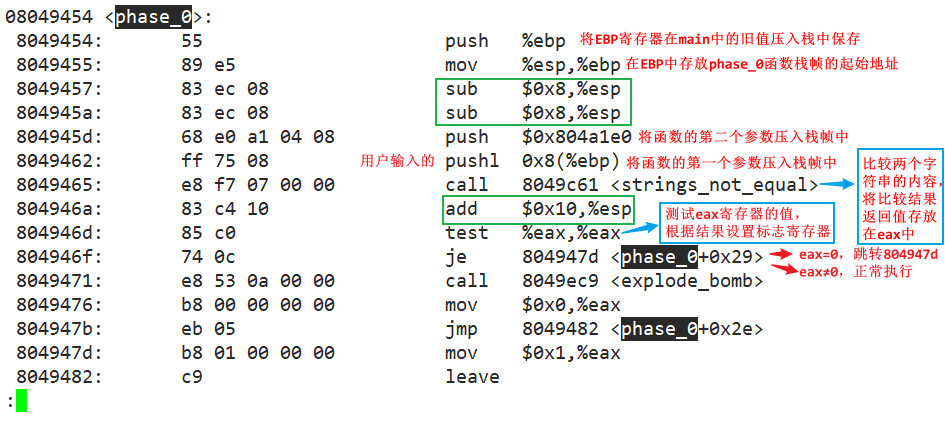 08049454 <phase_0>:
8049454: 55 push %ebp 将EBP寄存器在main中的旧值压入栈中保存
8049455: 89 e5 mov %esp,%ebp 在EBP中存放phase_0函数栈帧的起始地址
8049457: 83 ec 08 sub $0x8,%esp
804945a: 83 ec 08 sub $0x8,%esp
804945d: 68 e0 a1 04 08 push $0x804a1e0 将函数的第二个参数压入栈帧中
8049462: ff 75 08 用户输入的 pushl 0x8(%ebp) 将函数的第一个参数压入栈帧中
8049465: e8 f7 07 00 00 call 8049c61 <strings_not_equal>
比较两个字
符串的内容,
将比较结果
返回值存放
在eax中
804946a: 83 c4 10 add $0x10,%esp
804946d: 85 c0 test %eax,%eax
测试eax寄存器的值,
根据结果设置标志寄存器
804946f: 74 0c je 804947d <phase_0+0x29> eax=0, 跳转804947d
eax≠0, 正常执行
8049471: e8 53 0a 00 00 call 8049ec9 <explode_bomb>
8049476: b8 00 00 00 00 mov $0x0,%eax
804947b: eb 05 jmp 8049482 <phase_0+0x2e>
804947d: b8 01 00 00 00 mov $0x1,%eax
8049482: c9 leave
: